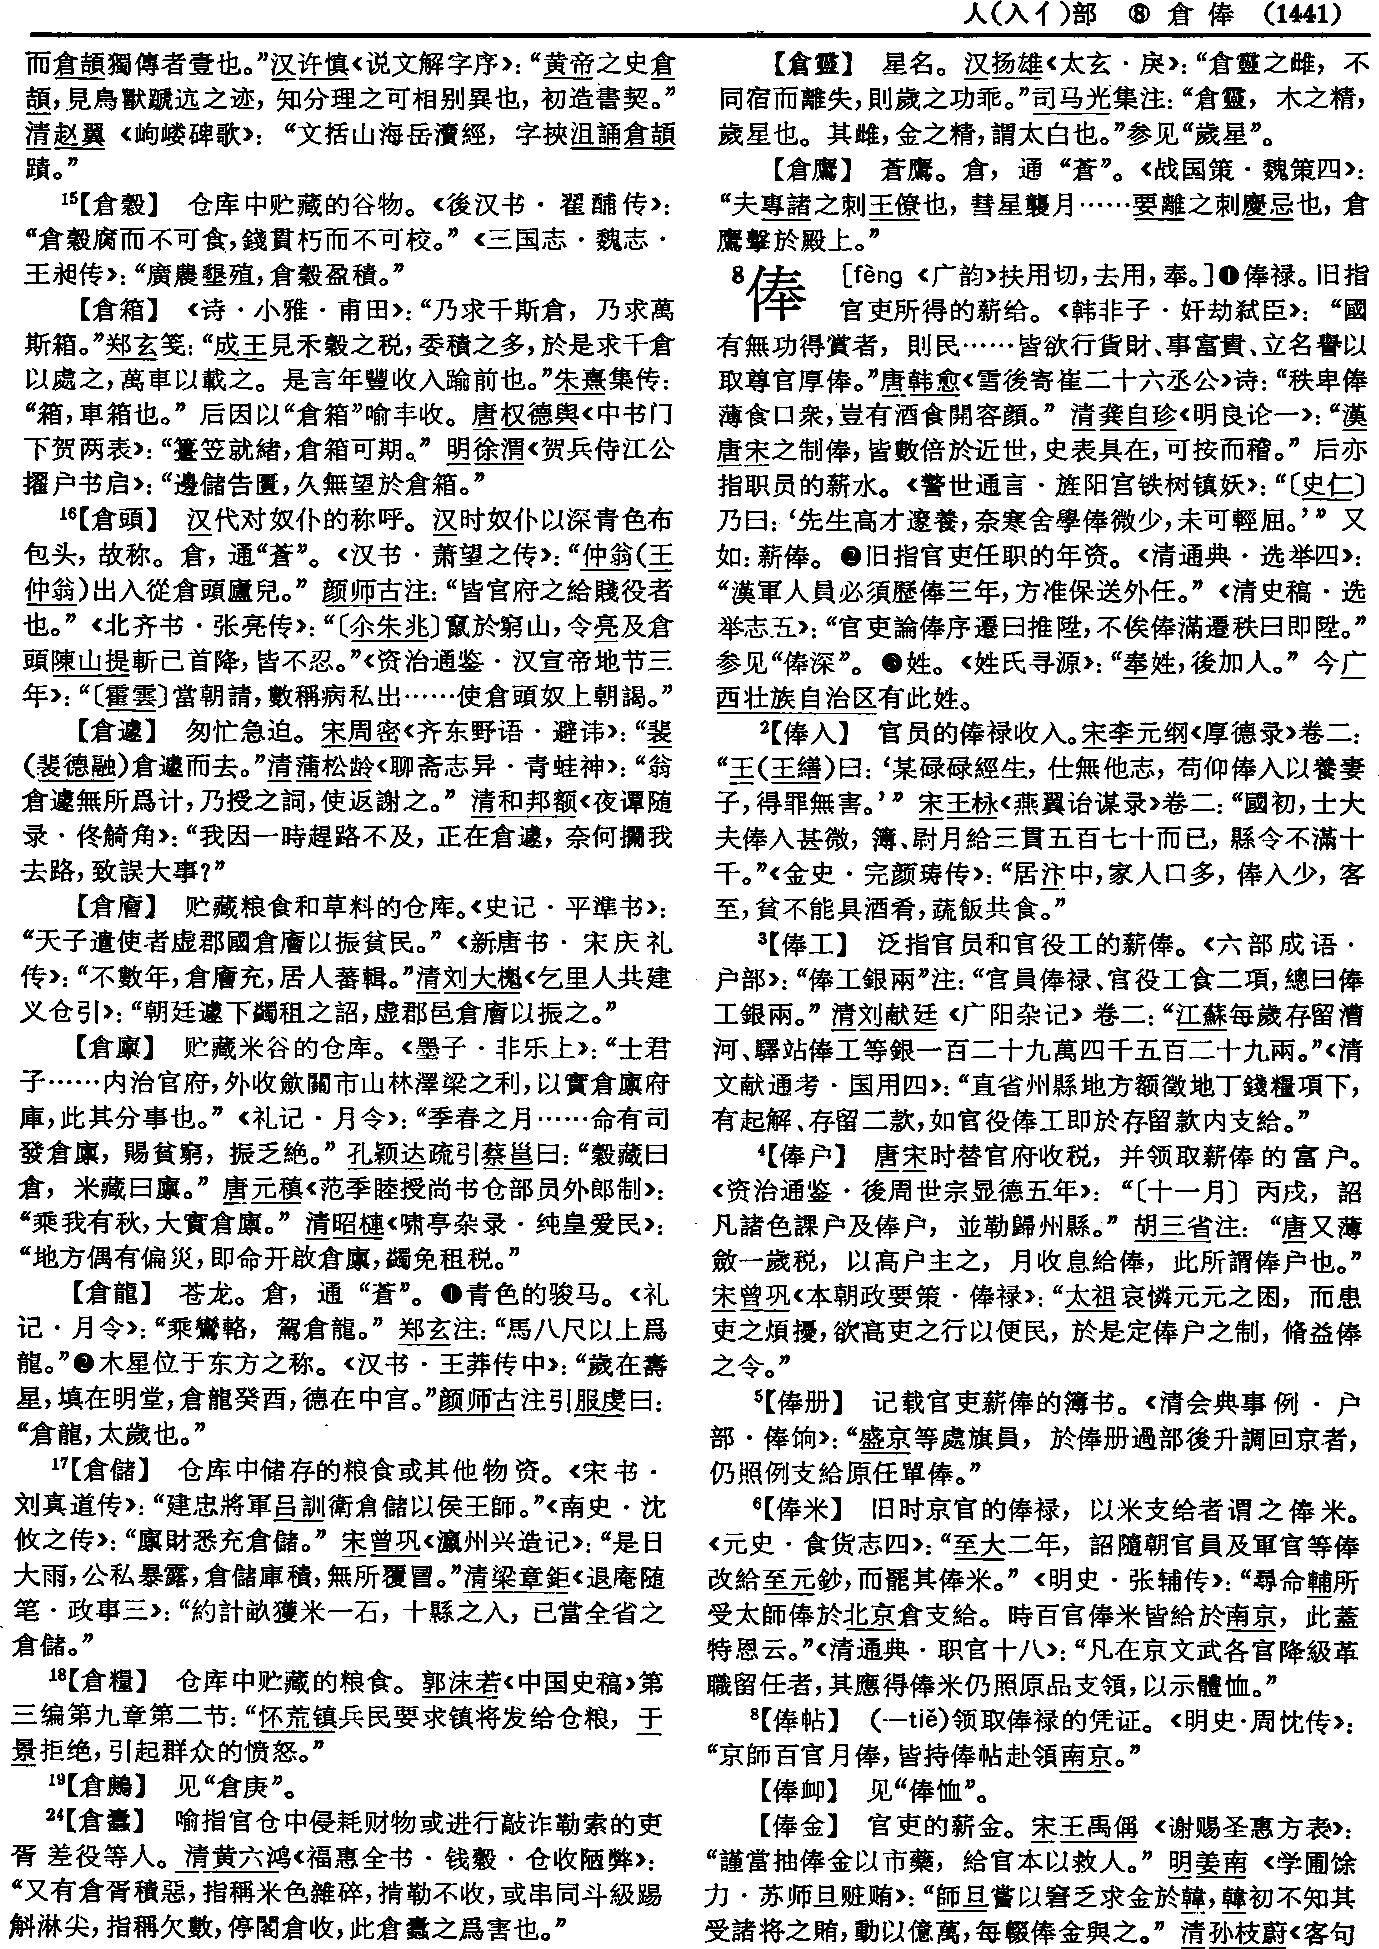 人(入亻)部　⑧ 倉 俸　(1441)
而倉頡獨傳者壹也。”汉许慎《说文解字序》：“黄帝之史倉
頡，見鳥獸蹏迒之迹，知分理之可相别異也，初造書契。”
清赵翼《岣嵝碑歌》：“文括山海岳瀆經，字挾沮誦倉頡
蹟。”
15【倉穀】　仓库中贮藏的谷物。《後汉书·翟酺传》：
“倉穀腐而不可食，錢貫朽而不可校。”《三国志·魏志·
王昶传》：“廣農墾殖，倉穀盈積。”
【倉箱】　《诗·小雅·甫田》：“乃求千斯倉，乃求萬
斯箱。”郑玄笺：“成王見禾穀之税，委積之多，於是求千倉
以處之，萬車以載之。是言年豐收入踰前也。”朱熹集传：
“箱，車箱也。”后因以“倉箱”喻丰收。唐权德舆《中书门
下贺两表》：“薹笠就緒，倉箱可期。”明徐渭《贺兵侍江公
擢户书启》：“邊儲告匱，久無望於倉箱。”
16【倉頭】　汉代对奴仆的称呼。汉时奴仆以深青色布
包头，故称。倉，通“蒼”。《汉书·萧望之传》：“仲翁(王
仲翁)出入從倉頭廬兒。”颜师古注：“皆官府之給賤役者
也。”《北齐书·张亮传》：“〔尒朱兆〕竄於窮山，令亮及倉
頭陳山提斬己首降，皆不忍。”《资治通鉴·汉宣帝地节三
年》：“〔霍雲〕當朝請，數稱病私出……使倉頭奴上朝謁。”
【倉遽】　匆忙急迫。宋周密《齐东野语·避讳》：“裴
(裴德融)倉遽而去。”清蒲松龄《聊斋志异·青蛙神》：“翁
倉遽無所爲计，乃授之詞，使返謝之。”清和邦额《夜谭随
录·佟觭角》：“我因一時趕路不及，正在倉遽，奈何攔我
去路，致誤大事？”
【倉廥】　贮藏粮食和草料的仓库。《史记·平準书》：
“天子遣使者虚郡國倉廥以振貧民。”《新唐书·宋庆礼
传》：“不數年，倉廥充，居人蕃輯。”清刘大櫆《乞里人共建
义仓引》：“朝廷遽下蠲租之詔，虚郡邑倉廥以振之。”
【倉廪】　贮藏米谷的仓库。《墨子·非乐上》：“士君
子……内治官府，外收斂關市山林澤梁之利，以實倉廪府
庫，此其分事也。”《礼记·月令》：“季春之月……命有司
發倉廪，賜貧窮，振乏絶。”孔颖达疏引蔡邕曰：“穀藏曰
倉，米藏曰廪。”唐元稹《范季睦授尚书仓部员外郎制》：
“乘我有秋，大實倉廪。”清昭槤《啸亭杂录·纯皇爱民》：
“地方偶有偏災，即命开啟倉廪，蠲免租税。”
【倉龍】　苍龙。倉，通“蒼”。❶青色的骏马。《礼
记·月令》：“乘鸞輅，駕倉龍。”郑玄注：“馬八尺以上爲
龍。”❷木星位于东方之称。《汉书·王莽传中》：“歲在壽
星，填在明堂，倉龍癸酉，德在中宫。”颜师古注引服虔曰：
“倉龍，太歲也。”
17【倉儲】　仓库中储存的粮食或其他物资。《宋书·
刘真道传》：“建忠將軍吕訓衛倉儲以侯王師。”《南史·沈
攸之传》：“廪財悉充倉儲。”宋曾巩《瀛州兴造记》：“是日
大雨，公私暴露，倉儲庫積，無所覆冒。”清梁章鉅《退庵随
笔·政事三》：“約計畝獲米一石，十縣之入，已當全省之
倉儲。”
18【倉糧】　仓库中贮藏的粮食。郭沫若《中国史稿》第
三编第九章第二节：“怀荒镇兵民要求镇将发给仓粮，于
景拒绝，引起群众的愤怒。”
19【倉鶊】　见“倉庚”。
24【倉蠹】　喻指官仓中侵耗财物或进行敲诈勒索的吏
胥差役等人。清黄六鸿《福惠全书·钱穀·仓收陋弊》：
“又有倉胥積惡，指稱米色雜碎，掯勒不收，或串同斗級踢
斛淋尖，指稱欠數，停閣倉收，此倉蠹之爲害也。”
【倉靈】　星名。汉扬雄《太玄·戾》：“倉靈之雌，不
同宿而離失，則歲之功乖。”司马光集注：“倉靈，木之精，
歲星也。其雌，金之精，謂太白也。”参见“歲星”。
【倉鷹】　蒼鷹。倉，通“蒼”。《战国策·魏策四》：
“夫專諸之刺王僚也，彗星襲月……要離之刺慶忌也，倉
鷹擊於殿上。”
8俸　[fèng《广韵》扶用切，去用，奉。]❶俸禄。旧指
官吏所得的薪给。《韩非子·奸劫弑臣》：“國
有無功得賞者，則民……皆欲行貨財、事富貴、立名譽以
取尊官厚俸。”唐韩愈《雪後寄崔二十六丞公》诗：“秩卑俸
薄食口衆，豈有酒食開容顔。”清龚自珍《明良论一》：“漢
唐宋之制俸，皆數倍於近世，史表具在，可按而稽。”后亦
指职员的薪水。《警世通言·旌阳宫铁树镇妖》：“〔史仁〕
乃曰：‘先生高才邃養，奈寒舍學俸微少，未可輕屈。’”又
如：薪俸。❷旧指官吏任职的年资。《清通典·选举四》：
“漢軍人員必須歷俸三年，方准保送外任。”《清史稿·选
举志五》：“官吏論俸序遷曰推陞，不俟俸滿遷秩曰即陞。”
参见“俸深”。❸姓。《姓氏寻源》：“奉姓，後加人。”今广
西壮族自治区有此姓。
2【俸入】　官员的俸禄收入。宋李元纲《厚德录》卷二：
“王(王繕)曰：‘某碌碌經生，仕無他志，苟仰俸入以養妻
子，得罪無害。’”宋王栐《燕翼诒谋录》卷二：“國初，士大
夫俸入甚微，簿、尉月給三貫五百七十而已，縣令不滿十
千。”《金史·完颜璹传》：“居汴中，家人口多，俸入少，客
至，貧不能具酒肴，蔬飯共食。”
3【俸工】　泛指官员和官役工的薪俸。《六部成语·
户部》：“俸工銀兩”注：“官員俸禄、官役工食二項，總曰俸
工銀兩。”清刘献廷《广阳杂记》卷二：“江蘇每歲存留漕
河、驛站俸工等銀一百二十九萬四千五百二十九兩。”《清
文献通考·国用四》：“直省州縣地方额徵地丁錢糧項下，
有起解、存留二款，如官役俸工即於存留款内支給。”
4【俸户】　唐宋时替官府收税，并领取薪俸的富户。
《资治通鉴·後周世宗显德五年》：“〔十一月〕丙戌，詔
凡諸色課户及俸户，並勒歸州縣。”胡三省注：“唐又薄
斂一歲税，以高户主之，月收息給俸，此所謂俸户也。”
宋曾巩《本朝政要策·俸禄》：“太祖哀憐元元之困，而患
吏之煩擾，欲高吏之行以便民，於是定俸户之制，脩益俸
之令。”
5【俸册】　记载官吏薪俸的簿书。《清会典事例·户
部·俸饷》：“盛京等處旗員，於俸册過部後升調回京者，
仍照例支給原任單俸。”
6【俸米】　旧时京官的俸禄，以米支给者谓之俸米。
《元史·食货志四》：“至大二年，詔隨朝官員及軍官等俸
改給至元鈔，而罷其俸米。”《明史·张辅传》：“尋命輔所
受太師俸於北京倉支給。時百官俸米皆給於南京，此蓋
特恩云。”《清通典·职官十八》：“凡在京文武各官降級革
職留任者，其應得俸米仍照原品支領，以示體恤。”
8【俸帖】　(—tiě)领取俸禄的凭证。《明史·周忱传》：
“京師百官月俸，皆持俸帖赴領南京。”
【俸卹】　见“俸恤”。
【俸金】　官吏的薪金。宋王禹偁《谢赐圣惠方表》：
“謹當抽俸金以市藥，給官本以救人。”明姜南《学圃馀
力·苏师旦赃贿》：“師旦嘗以窘乏求金於韓，韓初不知其
受諸将之賄，動以億萬，每輟俸金與之。”清孙枝蔚《客句